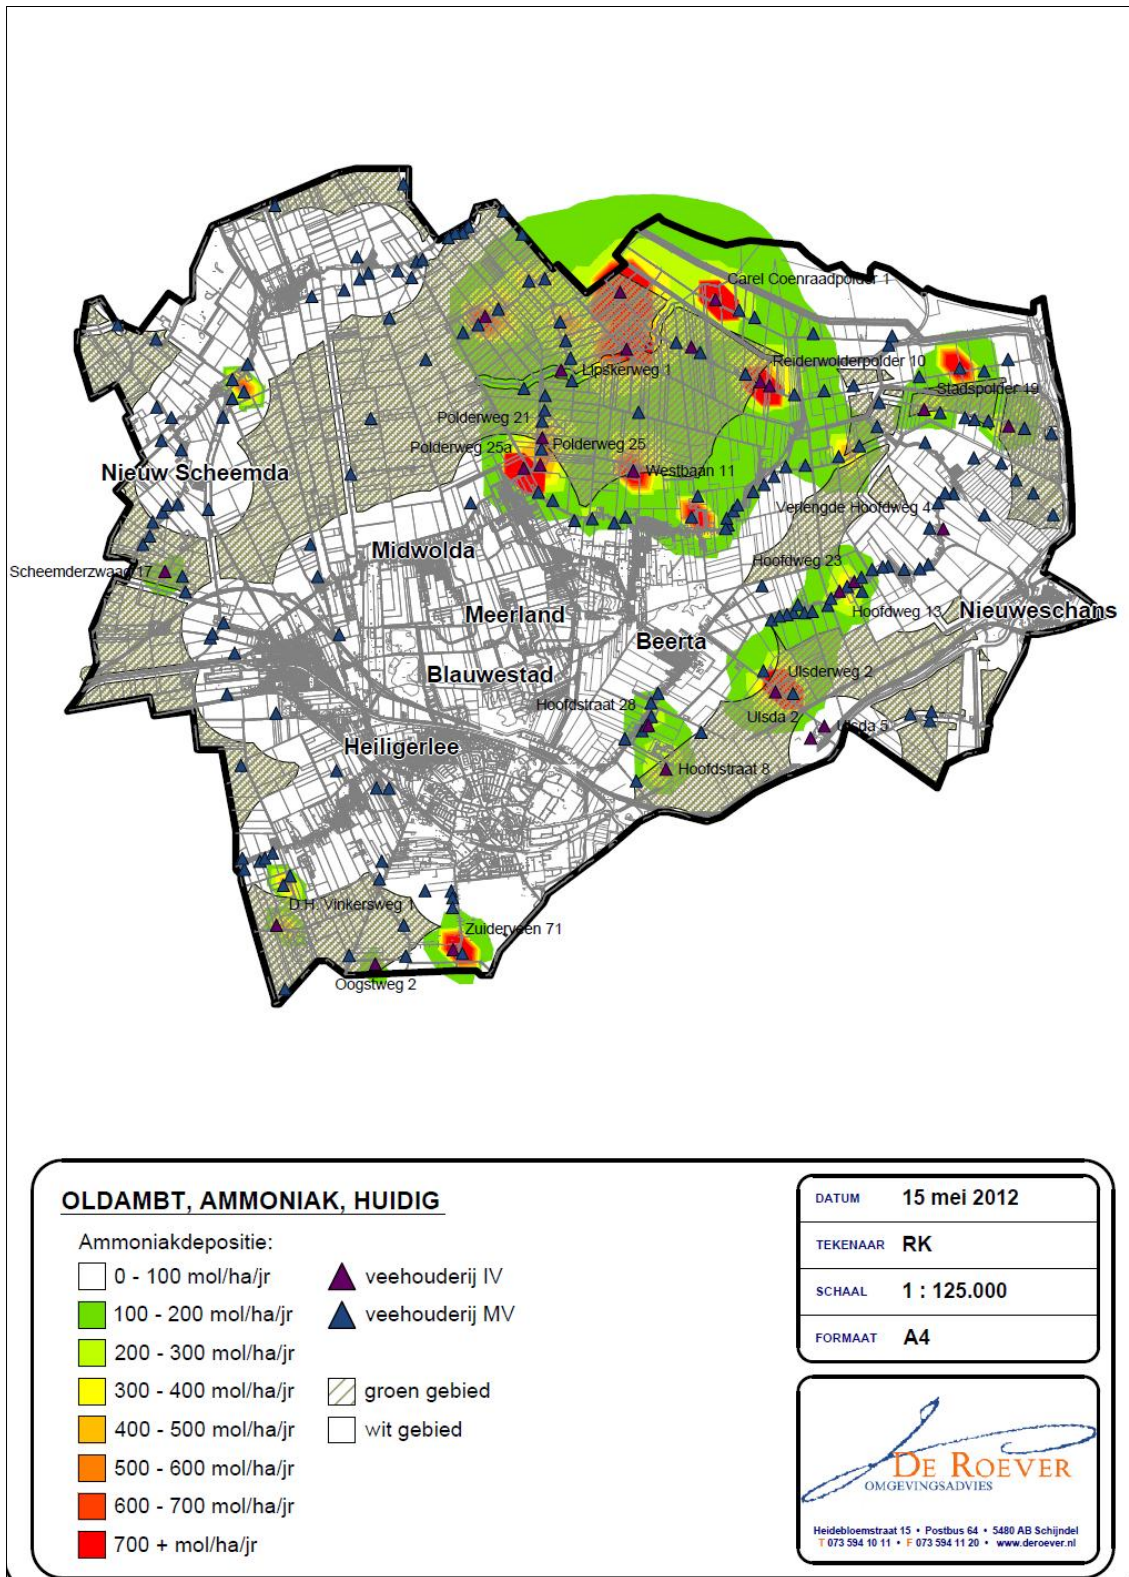 Carel Coenraadpolder 1
Reiderwolderpolder 10
Lipskerweg 1
Stadspolder 19
Polderweg 21
Polderweg 25
Polderweg 25a
Westbaan 11
Nieuw Scheemda
Verlengde Hoofdweg 4
Midwolda
Hoofdweg 23
Scheemderzwaag 17
Meerland
Hoofdweg 13
Nieuweschans
Beerta
Blauwestad
Ulsderweg 2
Hoofdstraat 28
Ulsda 2
Ulsda 5
Heiligerlee
Hoofdstraat 8
D.H. Vinkersweg 1
Zuiderveen 71
Oogstweg 2
OLDAMBT, AMMONIAK, HUIDIG
Ammoniakdepositie:
0 - 100 mol/ha/jr
100 - 200 mol/ha/jr
200 - 300 mol/ha/jr
300 - 400 mol/ha/jr
400 - 500 mol/ha/jr
500 - 600 mol/ha/jr
600 - 700 mol/ha/jr
700 + mol/ha/jr
veehouderij IV
veehouderij MV
groen gebied
wit gebied
DATUM 15 mei 2012
TEKENAAR RK
SCHAAL 1 : 125.000
FORMAAT A4
DE ROEVER
OMGEVINGSADVIES
Heidebloemstraat 15 • Postbus 64 • 5480 AB Schijndel
T 073 594 10 11 • F 073 594 11 20 • www.deroever.nl